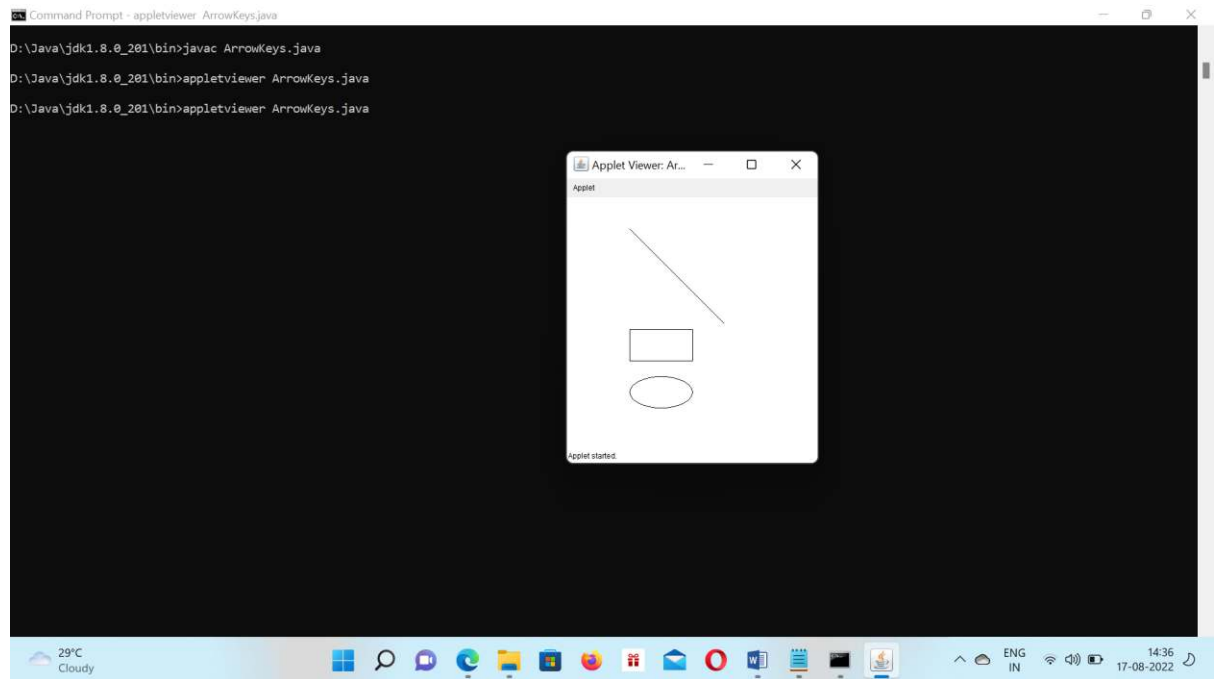 Command Prompt - appletviewer ArrowKeys.java
D:\Java\jdk1.8.0_201\bin>javac ArrowKeys.java
D:\Java\jdk1.8.0_201\bin>appletviewer ArrowKeys.java
D:\Java\jdk1.8.0_201\bin>appletviewer ArrowKeys.java
Applet Viewer: Ar...
Applet
Applet started.
29°C
Cloudy
ENG
IN
14:36
17-08-2022